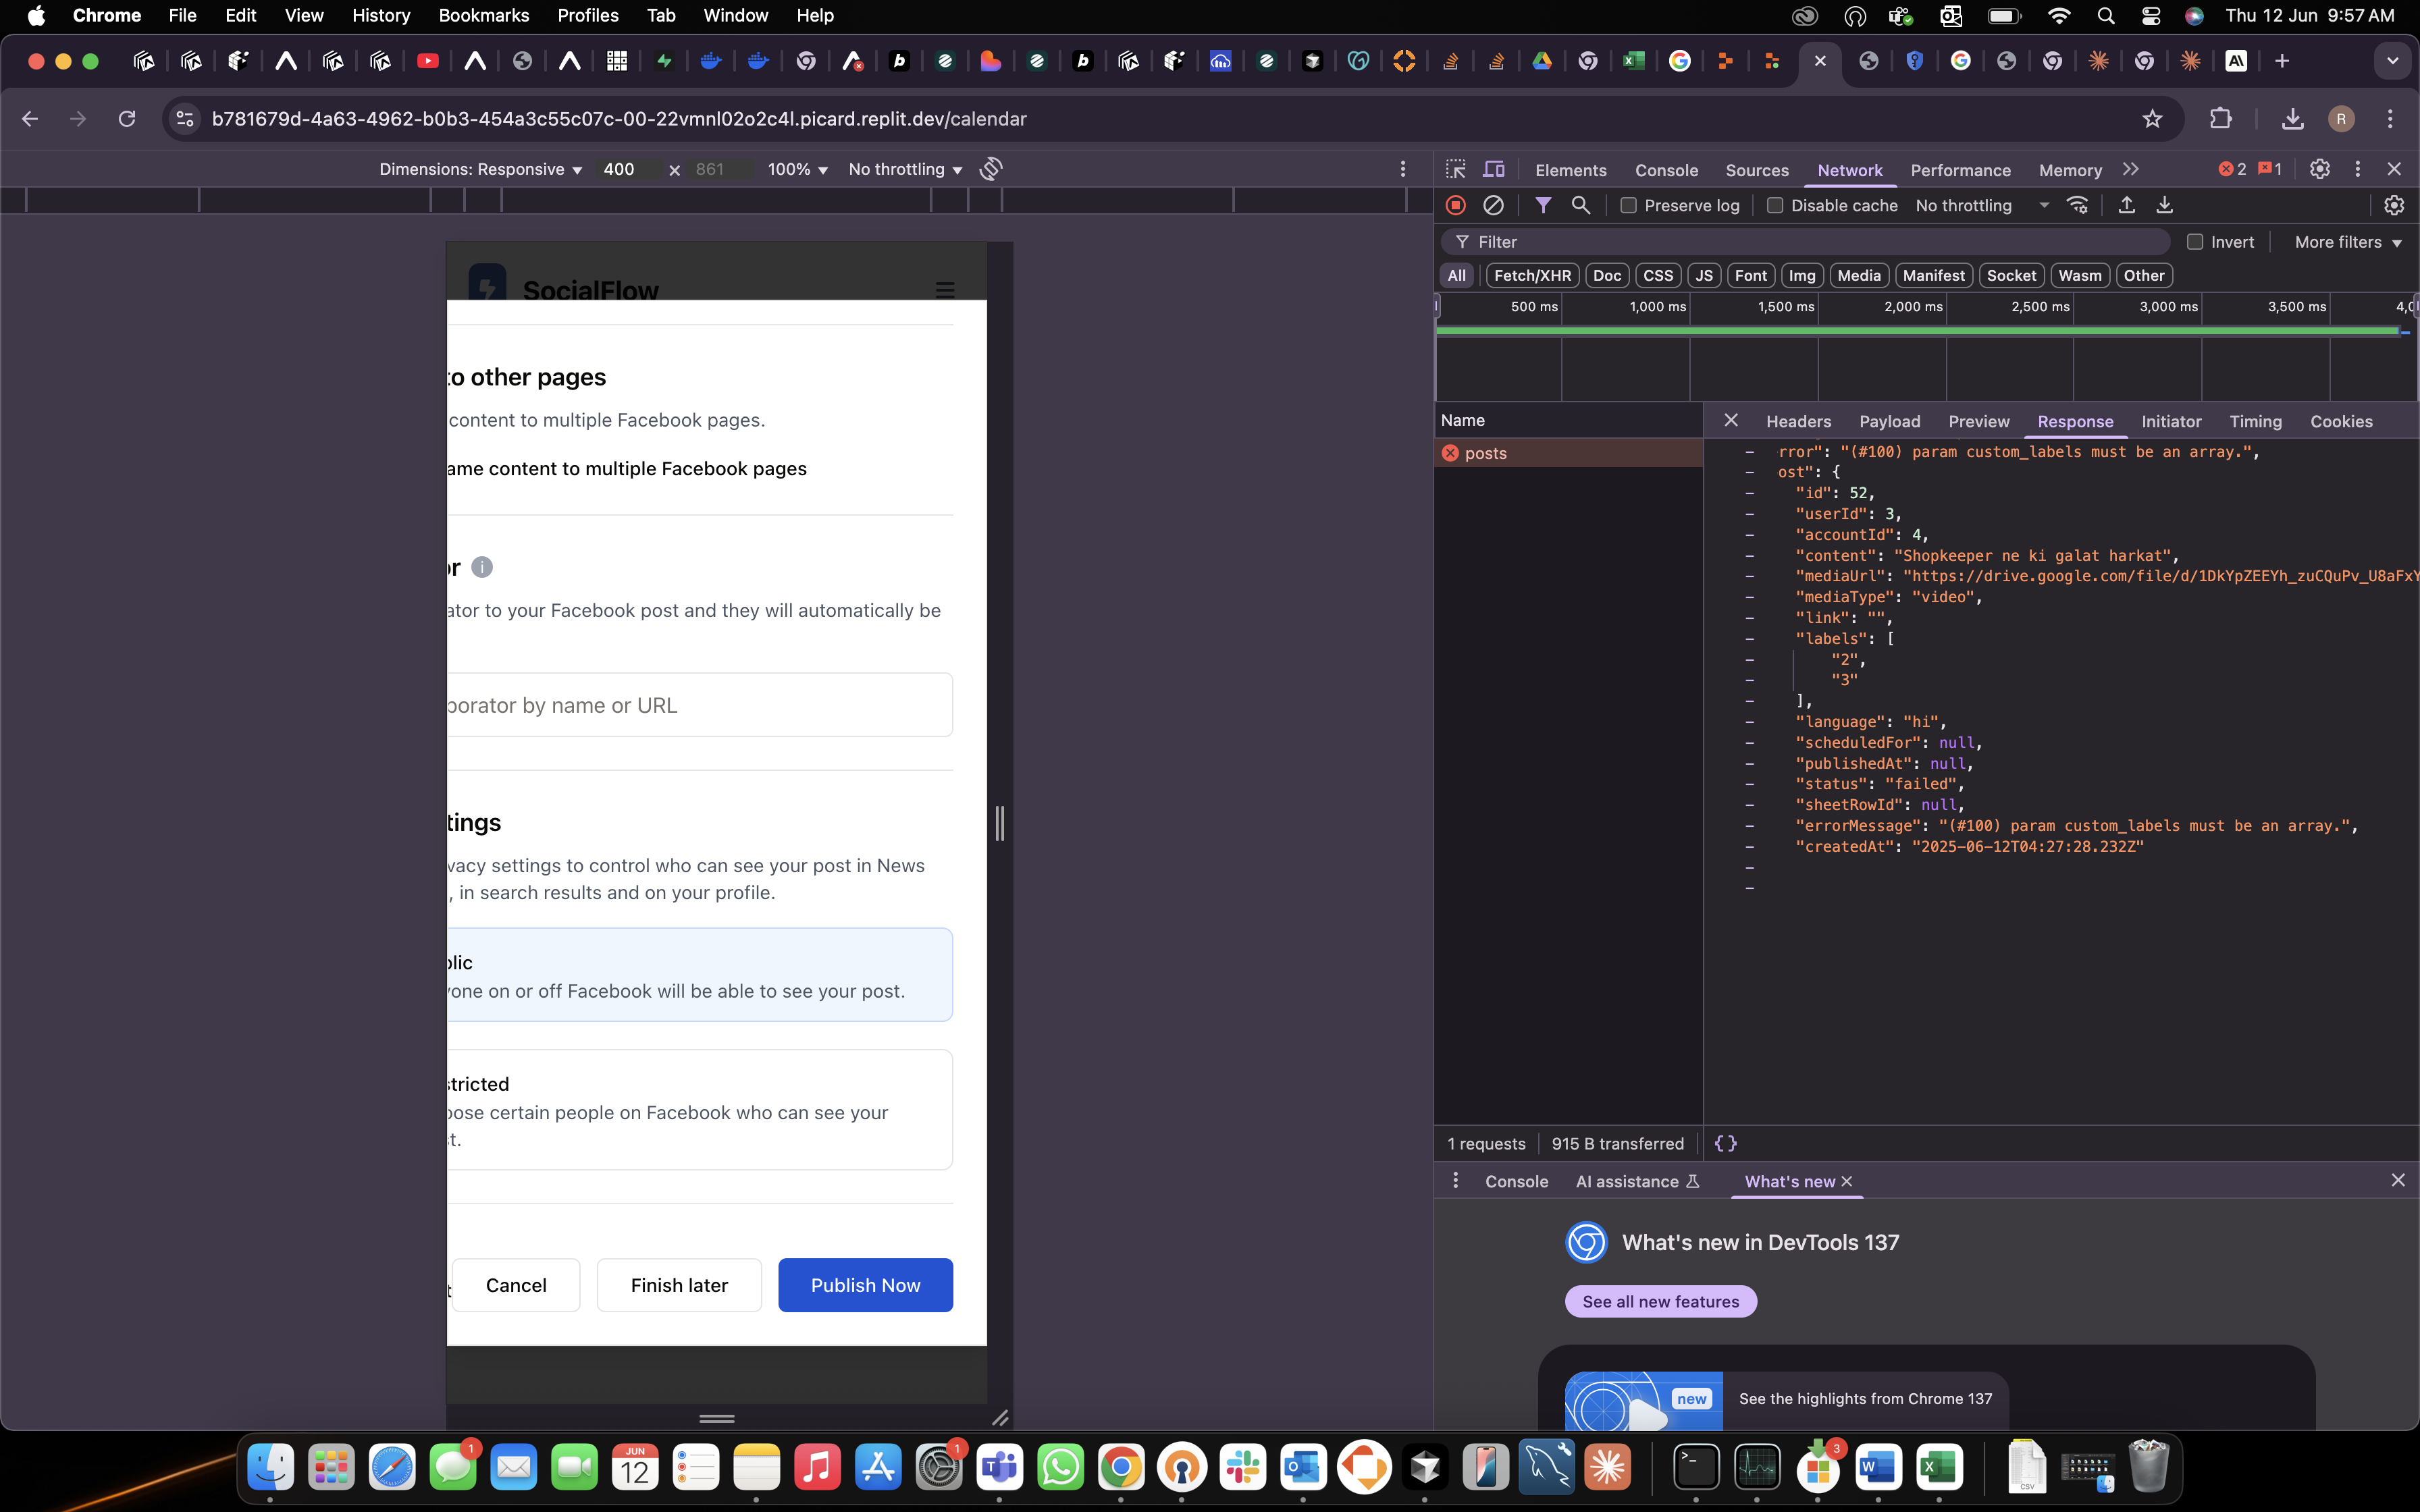 Chrome File Edit View History Bookmarks Profiles Tab Window Help Thu 12 Jun 9:57 AM
b781679d-4a63-4962-b0b3-454a3c55c07c-00-22vmnl02o2c4l.picard.replit.dev/calendar R
Dimensions: Responsive 400 × 861 100% No throttling
Elements Console Sources Network Performance Memory 2 1
Preserve log Disable cache No throttling
Filter Invert More filters
All Fetch/XHR Doc CSS JS Font Img Media Manifest Socket Wasm Other
500 ms 1,000 ms 1,500 ms 2,000 ms 2,500 ms 3,000 ms 3,500 ms 4,0
Name
posts
Headers Payload Preview Response Initiator Timing Cookies
rror": "(#100) param custom_labels must be an array.",
ost": {
"id": 52,
"userId": 3,
"accountId": 4,
"content": "Shopkeeper ne ki galat harkat",
"mediaUrl": "https://drive.google.com/file/d/1DkYpZEEYh_zuCQuPv_U8aFxY
"mediaType": "video",
"link": "",
"labels": [
"2",
"3"
],
"language": "hi",
"scheduledFor": null,
"publishedAt": null,
"status": "failed",
"sheetRowId": null,
"errorMessage": "(#100) param custom_labels must be an array.",
"createdAt": "2025-06-12T04:27:28.232Z"
1 requests 915 B transferred { }
Console AI assistance What's new
What's new in DevTools 137
See all new features
new
See the highlights from Chrome 137
SocialFlow
to other pages
content to multiple Facebook pages.
ame content to multiple Facebook pages
or
ator to your Facebook post and they will automatically be
borator by name or URL
tings
vacy settings to control who can see your post in News
, in search results and on your profile.
blic
yone on or off Facebook will be able to see your post.
stricted
oose certain people on Facebook who can see your
st.
t Cancel Finish later Publish Now
1 JUN 12 1 3
CSV